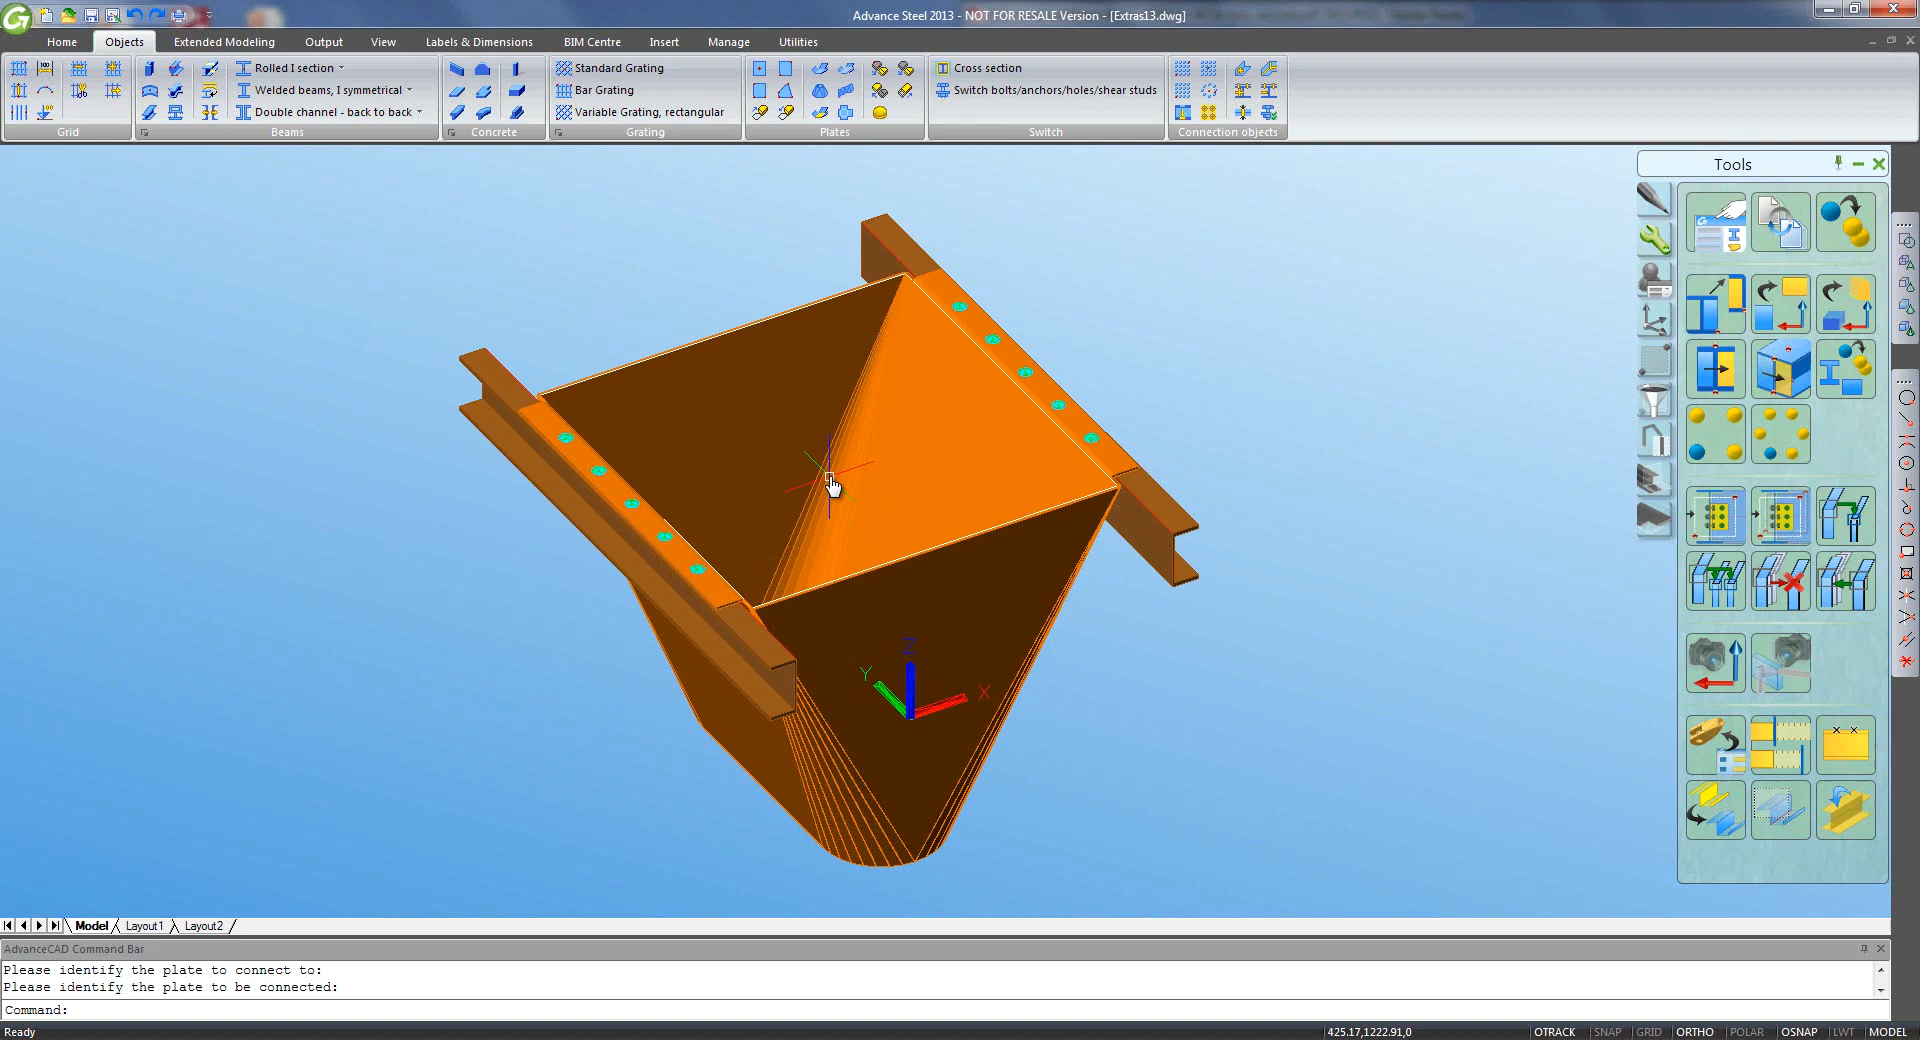 Advance Steel 2013 - NOT FOR RESALE Version - [Extras13.dwg]
Home Objects Extended Modeling Output View Labels & Dimensions BIM Centre Insert Manage Utilities
Rolled I section
Welded beams, I symmetrical
Double channel - back to back
Standard Grating
Bar Grating
Variable Grating, rectangular
Cross section
Switch bolts/anchors/holes/shear studs
Grid Beams Concrete Grating Plates Switch Connection objects
Tools
Z
Y
X
Model Layout1 Layout2
AdvanceCAD Command Bar
Please identify the plate to connect to:
Please identify the plate to be connected:
Command:
Ready 425.17,1222.91,0 OTRACK SNAP GRID ORTHO POLAR OSNAP LWT MODEL